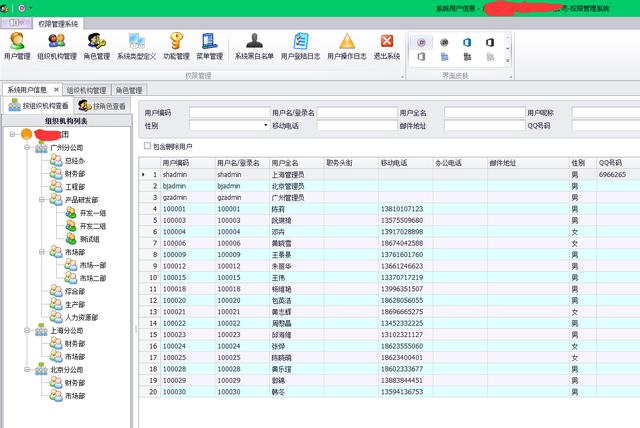 系统用户信息 - 公司-权限管理系统
权限管理系统
用户管理 组织机构管理 角色管理 系统类型定义 功能管理 菜单管理 系统黑白名单 用户登陆日志 用户操作日志 退出系统
权限管理 界面皮肤
系统用户信息 × 组织机构管理 角色管理
按组织机构查看 按角色查看
组织机构列表
集团
广州分公司
总经办
财务部
工程部
产品研发部
开发一组
开发二组
测试组
市场部
市场一部
市场二部
综合部
生产部
人力资源部
上海分公司
财务部
市场部
北京分公司
财务部
市场部
用户编码 用户名/登录名 用户全名 用户昵称
性别 移动电话 邮件地址 QQ号码
包含删除用户
用户编码 用户名/登录名 用户全名 职务头衔 移动电话 办公电话 邮件地址 性别 QQ号码
1 shadmin shadmin 上海管理员 男 6966265
2 bjadmin bjadmin 北京管理员 男
3 gzadmin gzadmin 广州管理员 男
4 100001 100001 陈莉 13810107123 男
5 100003 100003 阮琪琦 13575509680 男
6 100004 100004 邓卉 13917028898 女
7 100006 100006 黄晓雪 18674042588 女
8 100009 100009 王景景 13761601760 男
9 100012 100012 朱丽华 13661246623 男
10 100015 100015 王伟 13370717219 男
11 100018 100018 杨维艳 13996351507 男
12 100020 100020 包英浩 18628056055 男
13 100021 100021 黄志辉 18696665275 女
14 100022 100022 周黎晶 13452332225 男
15 100023 100023 邱海维 13102321127 男
16 100024 100024 张婷 18623555060 女
17 100025 100025 陈晓鸥 18623400401 女
18 100028 100028 黄乐瑄 18602333677 男
19 100029 100029 郭锦 13883844451 男
20 100030 100030 韩冬 13594136753 男